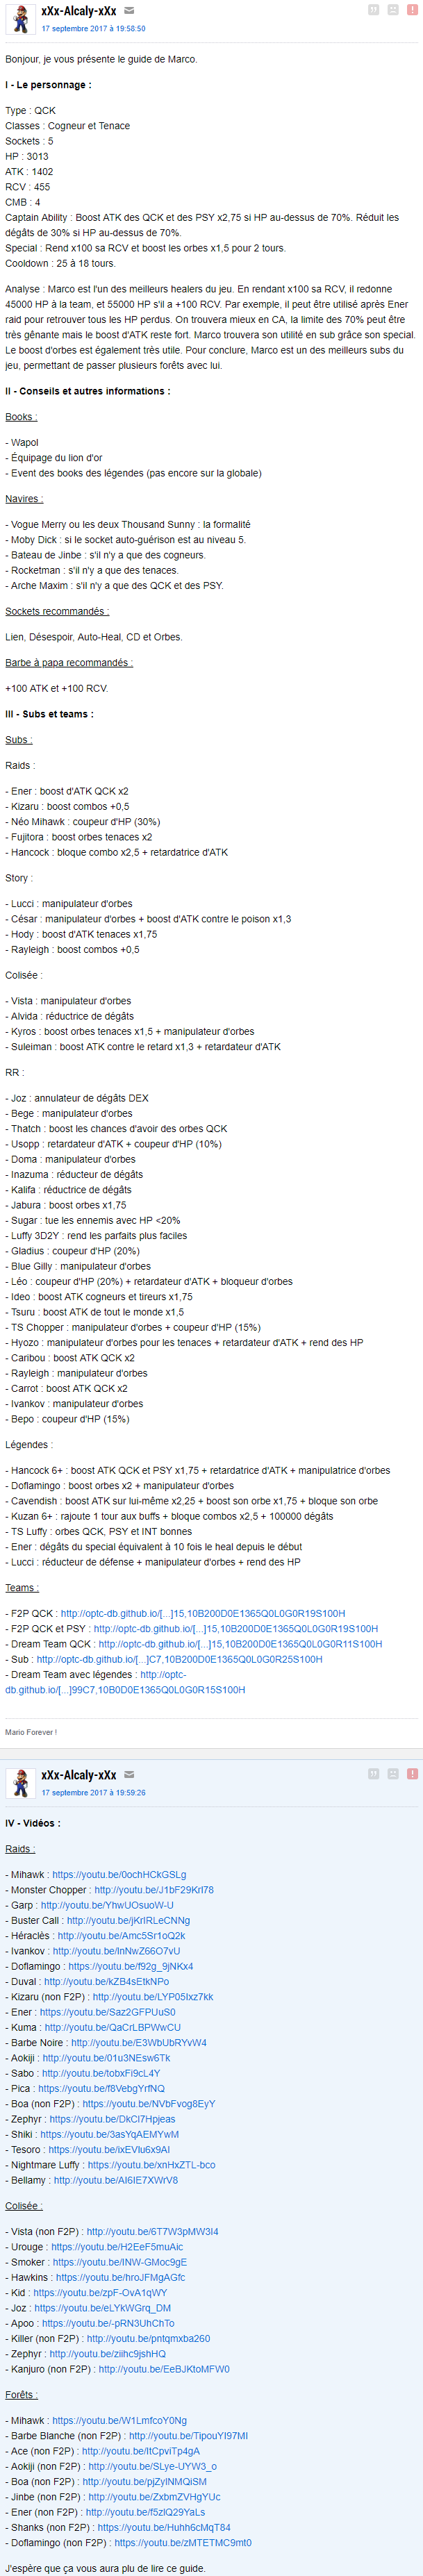 xXx-Alcaly-xXx
17 septembre 2017 à 19:58:50
Bonjour, je vous présente le guide de Marco.
I - Le personnage :
Type : QCK
Classes : Cogneur et Tenace
Sockets : 5
HP : 3013
ATK : 1402
RCV : 455
CMB : 4
Captain Ability : Boost ATK des QCK et des PSY x2,75 si HP au-dessus de 70%. Réduit les
dégâts de 30% si HP au-dessus de 70%.
Special : Rend x100 sa RCV et boost les orbes x1,5 pour 2 tours.
Cooldown : 25 à 18 tours.
Analyse : Marco est l'un des meilleurs healers du jeu. En rendant x100 sa RCV, il redonne
45000 HP à la team, et 55000 HP s'il a +100 RCV. Par exemple, il peut être utilisé après Ener
raid pour retrouver tous les HP perdus. On trouvera mieux en CA, la limite des 70% peut être
très gênante mais le boost d'ATK reste fort. Marco trouvera son utilité en sub grâce son special.
Le boost d'orbes est également très utile. Pour conclure, Marco est un des meilleurs subs du
jeu, permettant de passer plusieurs forêts avec lui.
II - Conseils et autres informations :
Books :
- Wapol
- Équipage du lion d'or
- Event des books des légendes (pas encore sur la globale)
Navires :
- Vogue Merry ou les deux Thousand Sunny : la formalité
- Moby Dick : si le socket auto-guérison est au niveau 5.
- Bateau de Jinbe : s'il n'y a que des cogneurs.
- Rocketman : s'il n'y a que des tenaces.
- Arche Maxim : s'il n'y a que des QCK et des PSY.
Sockets recommandés :
Lien, Désespoir, Auto-Heal, CD et Orbes.
Barbe à papa recommandés :
+100 ATK et +100 RCV.
III - Subs et teams :
Subs :
Raids :
- Ener : boost d'ATK QCK x2
- Kizaru : boost combos +0,5
- Néo Mihawk : coupeur d'HP (30%)
- Fujitora : boost orbes tenaces x2
- Hancock : bloque combo x2,5 + retardatrice d'ATK
Story :
- Lucci : manipulateur d'orbes
- César : manipulateur d'orbes + boost d'ATK contre le poison x1,3
- Hody : boost d'ATK tenaces x1,75
- Rayleigh : boost combos +0,5
Colisée :
- Vista : manipulateur d'orbes
- Alvida : réductrice de dégâts
- Kyros : boost orbes tenaces x1,5 + manipulateur d'orbes
- Suleiman : boost ATK contre le retard x1,3 + retardateur d'ATK
RR :
- Joz : annulateur de dégâts DEX
- Bege : manipulateur d'orbes
- Thatch : boost les chances d'avoir des orbes QCK
- Usopp : retardateur d'ATK + coupeur d'HP (10%)
- Doma : manipulateur d'orbes
- Inazuma : réducteur de dégâts
- Kalifa : réductrice de dégâts
- Jabura : boost orbes x1,75
- Sugar : tue les ennemis avec HP <20%
- Luffy 3D2Y : rend les parfaits plus faciles
- Gladius : coupeur d'HP (20%)
- Blue Gilly : manipulateur d'orbes
- Léo : coupeur d'HP (20%) + retardateur d'ATK + bloqueur d'orbes
- Ideo : boost ATK cogneurs et tireurs x1,75
- Tsuru : boost ATK de tout le monde x1,5
- TS Chopper : manipulateur d'orbes + coupeur d'HP (15%)
- Hyozo : manipulateur d'orbes pour les tenaces + retardateur d'ATK + rend des HP
- Caribou : boost ATK QCK x2
- Rayleigh : manipulateur d'orbes
- Carrot : boost ATK QCK x2
- Ivankov : manipulateur d'orbes
- Bepo : coupeur d'HP (15%)
Légendes :
- Hancock 6+ : boost ATK QCK et PSY x1,75 + retardatrice d'ATK + manipulatrice d'orbes
- Doflamingo : boost orbes x2 + manipulateur d'orbes
- Cavendish : boost ATK sur lui-même x2,25 + boost son orbe x1,75 + bloque son orbe
- Kuzan 6+ : rajoute 1 tour aux buffs + bloque combos x2,5 + 100000 dégâts
- TS Luffy : orbes QCK, PSY et INT bonnes
- Ener : dégâts du special équivalent à 10 fois le heal depuis le début
- Lucci : réducteur de défense + manipulateur d'orbes + rend des HP
Teams :
- F2P QCK : http://optc-db.github.io/[...]15,10B200D0E1365Q0L0G0R19S100H
- F2P QCK et PSY : http://optc-db.github.io/[...]15,10B200D0E1365Q0L0G0R19S100H
- Dream Team QCK : http://optc-db.github.io/[...]15,10B200D0E1365Q0L0G0R11S100H
- Sub : http://optc-db.github.io/[...]C7,10B200D0E1365Q0L0G0R25S100H
- Dream Team avec légendes : http://optc-
db.github.io/[...]99C7,10B0D0E1365Q0L0G0R15S100H
Mario Forever !
xXx-Alcaly-xXx
17 septembre 2017 à 19:59:26
IV - Vidéos :
Raids :
- Mihawk : https://youtu.be/0ochHCkGSLg
- Monster Chopper : http://youtu.be/J1bF29KrI78
- Garp : http://youtu.be/YhwUOsuoW-U
- Buster Call : http://youtu.be/jKrIRLeCNNg
- Héraclès : http://youtu.be/Amc5Sr1oQ2k
- Ivankov : http://youtu.be/InNwZ66O7vU
- Doflamingo : https://youtu.be/f92g_9jNKx4
- Duval : http://youtu.be/kZB4sEtkNPo
- Kizaru (non F2P) : http://youtu.be/LYP05Ixz7kk
- Ener : https://youtu.be/Saz2GFPUuS0
- Kuma : http://youtu.be/QaCrLBPWwCU
- Barbe Noire : http://youtu.be/E3WbUbRYvW4
- Aokiji : http://youtu.be/01u3NEsw6Tk
- Sabo : http://youtu.be/tobxFi9cL4Y
- Pica : https://youtu.be/f8VebgYrfNQ
- Boa (non F2P) : https://youtu.be/NVbFvog8EyY
- Zephyr : https://youtu.be/DkCl7Hpjeas
- Shiki : https://youtu.be/3asYqAEMYwM
- Tesoro : https://youtu.be/ixEVlu6x9AI
- Nightmare Luffy : https://youtu.be/xnHxZTL-bco
- Bellamy : http://youtu.be/AI6IE7XWrV8
Colisée :
- Vista (non F2P) : http://youtu.be/6T7W3pMW3I4
- Urouge : https://youtu.be/H2EeF5muAic
- Smoker : https://youtu.be/INW-GMoc9gE
- Hawkins : https://youtu.be/hroJFMgAGfc
- Kid : https://youtu.be/zpF-OvA1qWY
- Joz : https://youtu.be/eLYkWGrq_DM
- Apoo : https://youtu.be/-pRN3UhChTo
- Killer (non F2P) : http://youtu.be/pntqmxba260
- Zephyr : http://youtu.be/ziihc9jshHQ
- Kanjuro (non F2P) : http://youtu.be/EeBJKtoMFW0
Forêts :
- Mihawk : https://youtu.be/W1LmfcoY0Ng
- Barbe Blanche (non F2P) : http://youtu.be/TipouYI97MI
- Ace (non F2P) : http://youtu.be/ItCpviTp4gA
- Aokiji (non F2P) : http://youtu.be/SLye-UYW3_o
- Boa (non F2P) : http://youtu.be/pjZyINMQiSM
- Jinbe (non F2P) : http://youtu.be/ZxbmZVHgYUc
- Ener (non F2P) : http://youtu.be/f5zlQ29YaLs
- Shanks (non F2P) : https://youtu.be/Huhh6cMqT84
- Doflamingo (non F2P) : https://youtu.be/zMTETMC9mt0
J'espère que ça vous aura plu de lire ce guide.